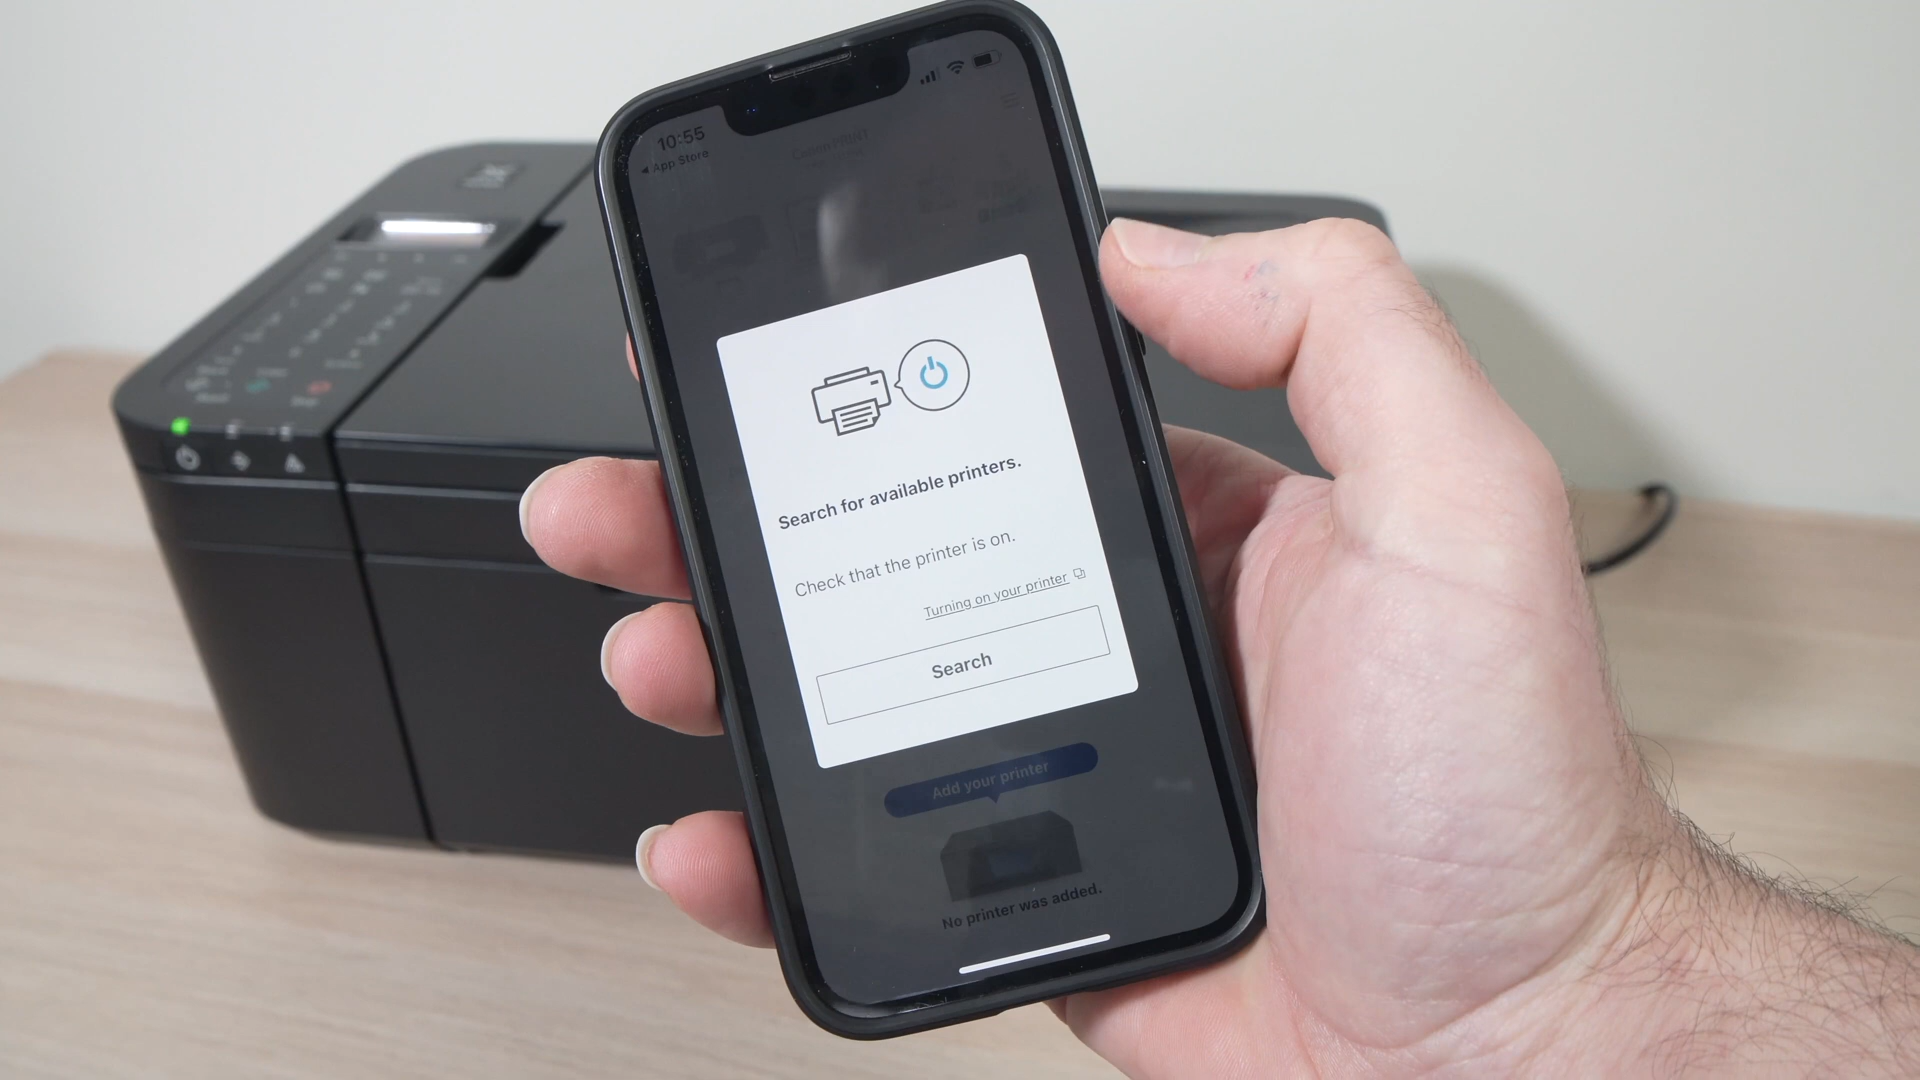 10:55
◀ App Store
Canon PRINT
Search for available printers.
Check that the printer is on.
Turning on your printer
Search
Add your printer
No printer was added.